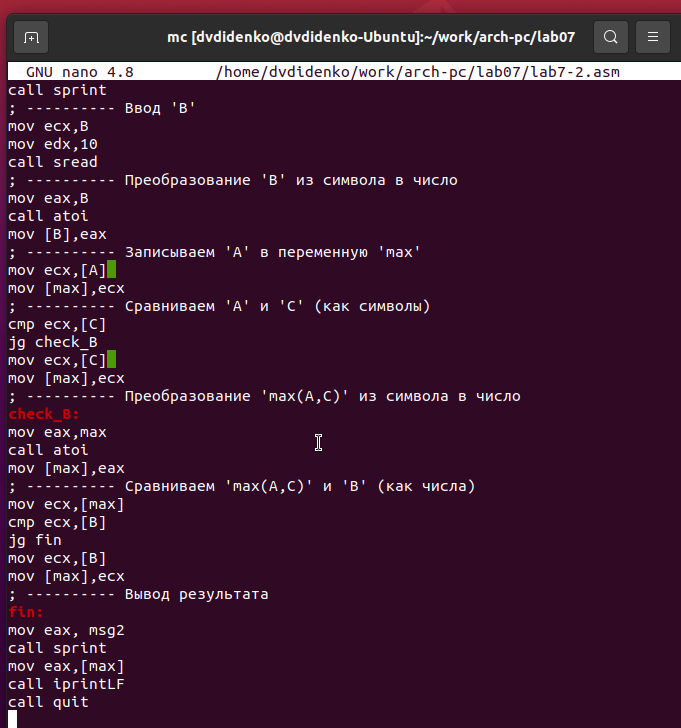 mc [dvdidenko@dvdidenko-Ubuntu]:~/work/arch-pc/lab07
GNU nano 4.8 /home/dvdidenko/work/arch-pc/lab07/lab7-2.asm
call sprint
; ---------- Ввод 'B'
mov ecx,B
mov edx,10
call sread
; ---------- Преобразование 'B' из символа в число
mov eax,B
call atoi
mov [B],eax
; ---------- Записываем 'A' в переменную 'max'
mov ecx,[A]
mov [max],ecx
; ---------- Сравниваем 'A' и 'С' (как символы)
cmp ecx,[C]
jg check_B
mov ecx,[C]
mov [max],ecx
; ---------- Преобразование 'max(A,C)' из символа в число
check_B:
mov eax,max
call atoi
mov [max],eax
; ---------- Сравниваем 'max(A,C)' и 'B' (как числа)
mov ecx,[max]
cmp ecx,[B]
jg fin
mov ecx,[B]
mov [max],ecx
; ---------- Вывод результата
fin:
mov eax, msg2
call sprint
mov eax,[max]
call iprintLF
call quit